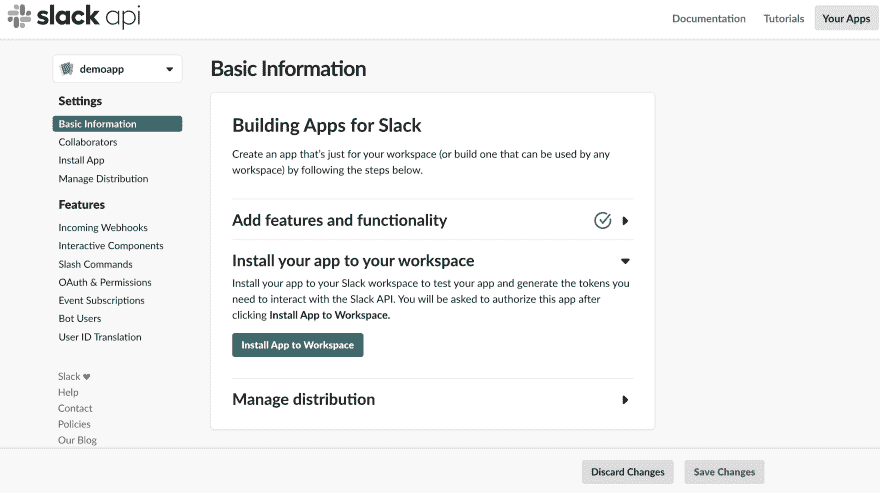 slack api
Documentation
Tutorials
Your Apps
demoapp
Settings
Basic Information
Collaborators
Install App
Manage Distribution
Features
Incoming Webhooks
Interactive Components
Slash Commands
OAuth & Permissions
Event Subscriptions
Bot Users
User ID Translation
Slack ♥
Help
Contact
Policies
Our Blog
Basic Information
Building Apps for Slack
Create an app that's just for your workspace (or build one that can be used by any
workspace) by following the steps below.
Add features and functionality
Install your app to your workspace
Install your app to your Slack workspace to test your app and generate the tokens you
need to interact with the Slack API. You will be asked to authorize this app after
clicking Install App to Workspace.
Install App to Workspace
Manage distribution
Discard Changes
Save Changes